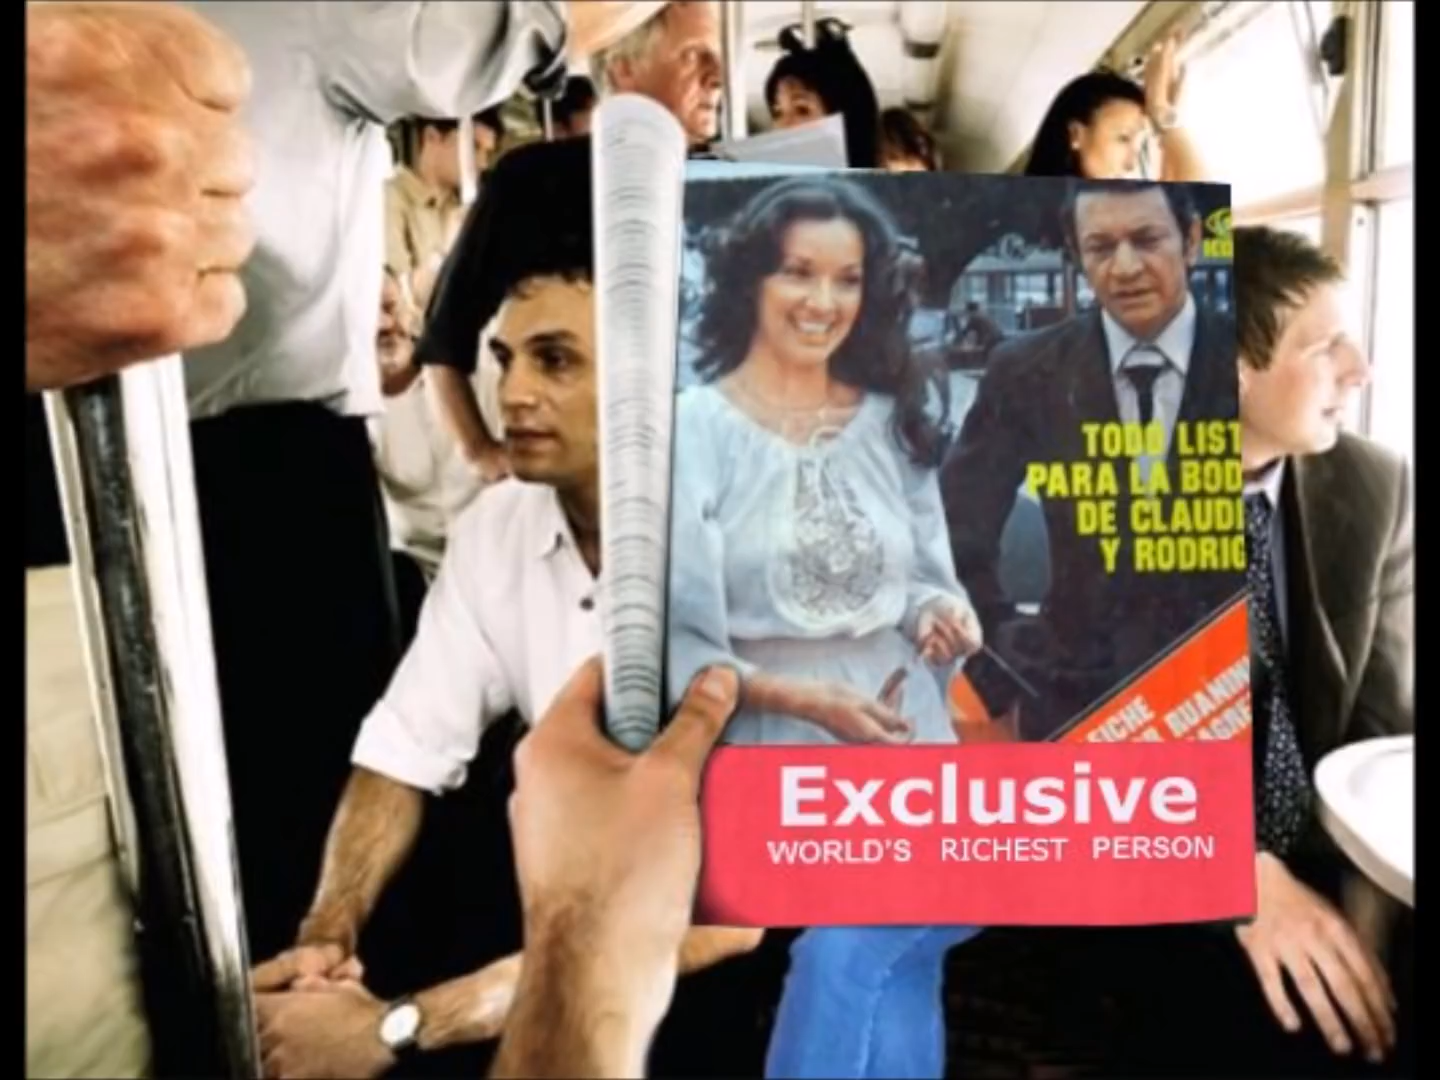 TODO LIST
PARA LA BOD
DE CLAUDI
Y RODRIG
Exclusive
WORLD'S RICHEST PERSON